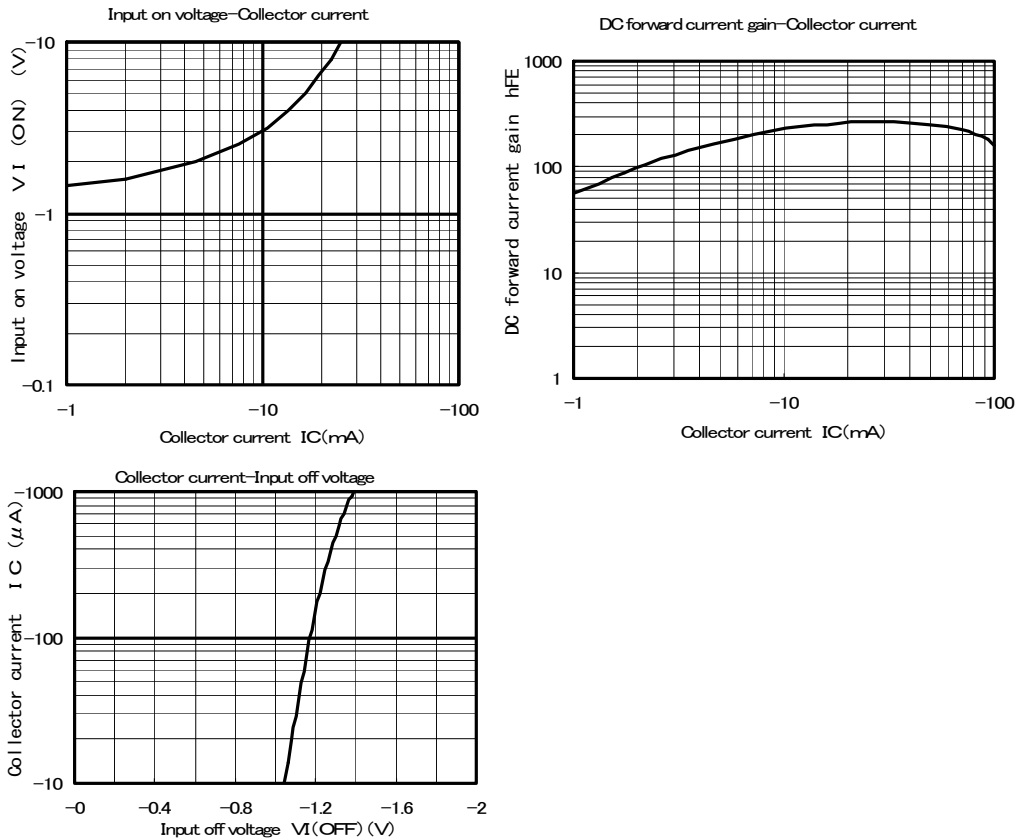 Input on voltage-Collector current
-10
-1
-0.1
Input on voltage VI (ON) (V)
-1 -10 -100
Collector current IC(mA)
DC forward current gain-Collector current
1000
100
10
1
DC forward current gain hFE
-1 -10 -100
Collector current IC(mA)
Collector current-Input off voltage
-1000
-100
-10
Collector current IC (μA)
-0 -0.4 -0.8 -1.2 -1.6 -2
Input off voltage VI(OFF)(V)